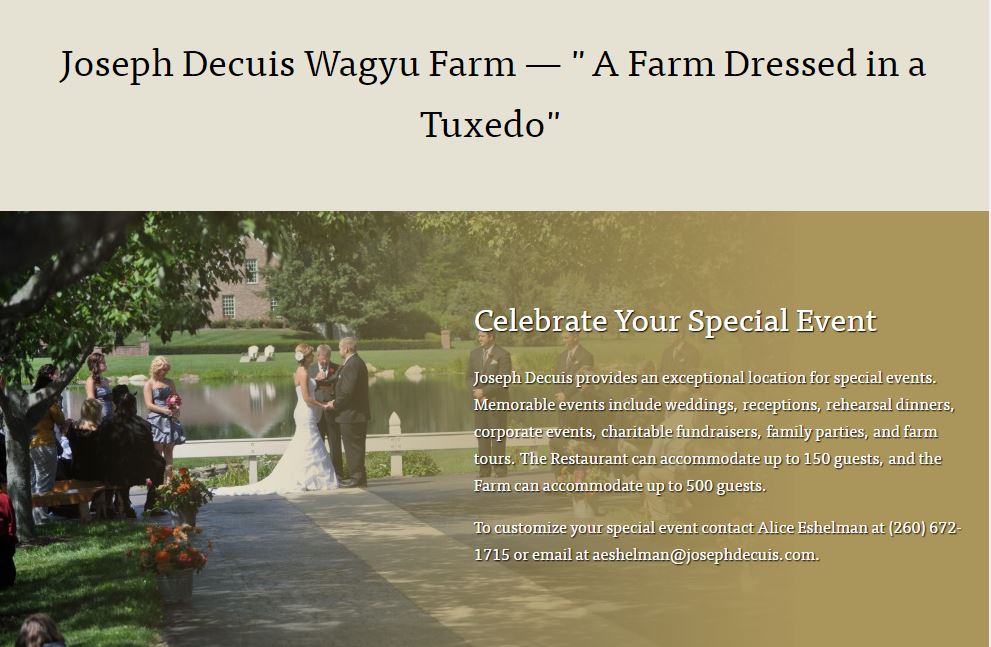 Joseph Decuis Wagyu Farm — " A Farm Dressed in a
Tuxedo"
Celebrate Your Special Event
Joseph Decuis provides an exceptional location for special events.
Memorable events include weddings, receptions, rehearsal dinners,
corporate events, charitable fundraisers, family parties, and farm
tours. The Restaurant can accommodate up to 150 guests, and the
Farm can accommodate up to 500 guests.
To customize your special event contact Alice Eshelman at (260) 672-
1715 or email at aeshelman@josephdecuis.com.